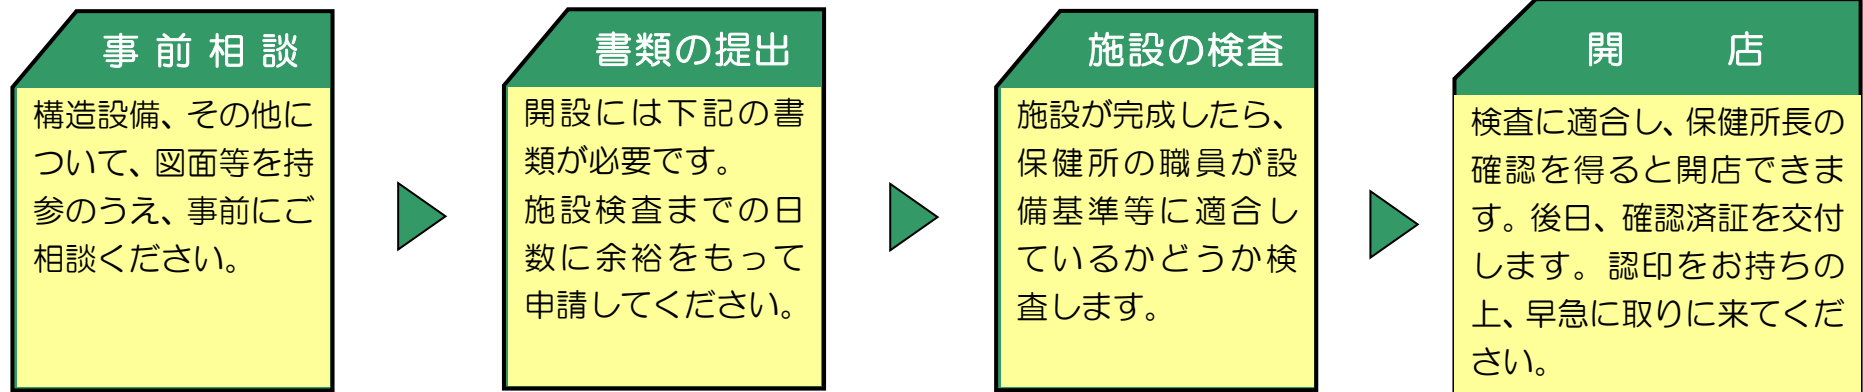 事前相談
構造設備、その他に
ついて、図面等を持
参のうえ、事前にご
相談ください。
書類の提出
開設には下記の書
類が必要です。
施設検査までの日
数に余裕をもって
申請してください。
施設の検査
施設が完成したら、
保健所の職員が設
備基準等に適合し
ているかどうか検
査します。
開店
検査に適合し、保健所長の
確認を得ると開店できま
す。後日、確認済証を交付
します。認印をお持ちの
上、早急に取りに来てくだ
さい。